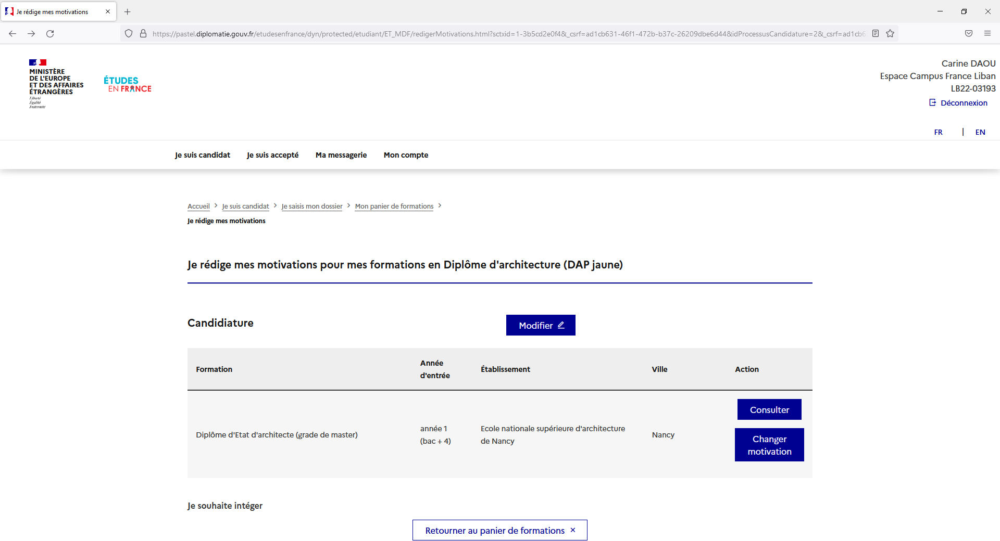 Je rédige mes motivations
https://pastel.diplomatie.gouv.fr/etudesenfrance/dyn/protected/etudiant/ET_MDF/redigerMotivations.html?sctxid=1-3b5cd2e0f4&_csrf=ad1cb631-46f1-472b-b37c-26209dbe6d44&idProcessusCandidature=2&_csrf=ad1cb6
MINISTÈRE
DE L'EUROPE
ET DES AFFAIRES
ÉTRANGÈRES
Liberté
Égalité
Fraternité
ÉTUDES
EN FRANCE
Carine DAOU
Espace Campus France Liban
LB22-03193
Déconnexion
FR | EN
Je suis candidat Je suis accepté Ma messagerie Mon compte
Accueil > Je suis candidat > Je saisis mon dossier > Mon panier de formations >
Je rédige mes motivations
Je rédige mes motivations pour mes formations en Diplôme d'architecture (DAP jaune)
Candidiature
Modifier
Formation
Année
d'entrée
Établissement
Ville
Action
Diplôme d'Etat d'architecte (grade de master)
année 1
(bac + 4)
Ecole nationale supérieure d'architecture
de Nancy
Nancy
Consulter
Changer
motivation
Je souhaite intéger
Retourner au panier de formations ×